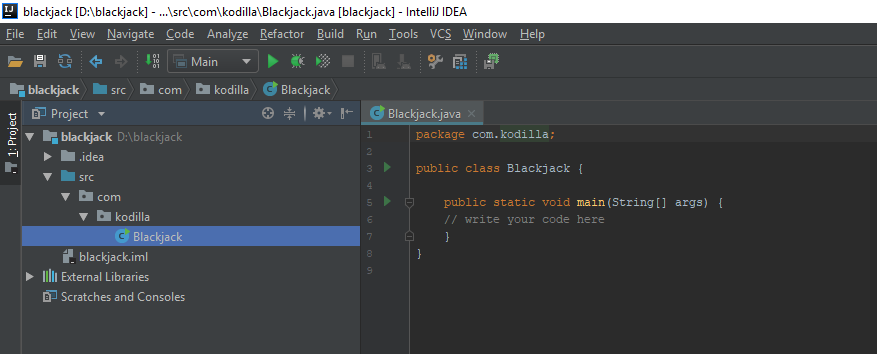 blackjack [D:\blackjack] - ...\src\com\kodilla\Blackjack.java [blackjack] - IntelliJ IDEA
File Edit View Navigate Code Analyze Refactor Build Run Tools VCS Window Help
Main
blackjack src com kodilla Blackjack
1: Project
Project
blackjack D:\blackjack
.idea
src
com
kodilla
Blackjack
blackjack.iml
External Libraries
Scratches and Consoles
Blackjack.java
1 package com.kodilla;
2
3 public class Blackjack {
4
5 public static void main(String[] args) {
6 // write your code here
7 }
8 }
9